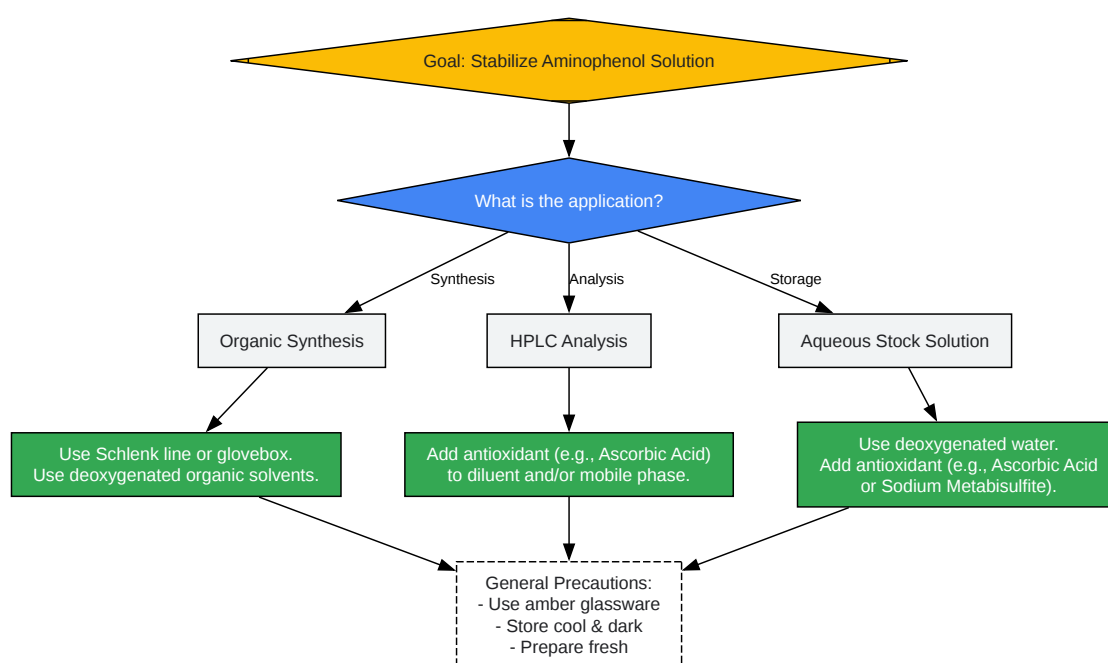 Goal: Stabilize Aminophenol Solution
What is the application?
Synthesis
Analysis
Storage
Organic Synthesis
HPLC Analysis
Aqueous Stock Solution
Use Schlenk line or glovebox.
Use deoxygenated organic solvents.
Add antioxidant (e.g., Ascorbic Acid)
to diluent and/or mobile phase.
Use deoxygenated water.
Add antioxidant (e.g., Ascorbic Acid
or Sodium Metabisulfite).
General Precautions:
- Use amber glassware
- Store cool & dark
- Prepare fresh